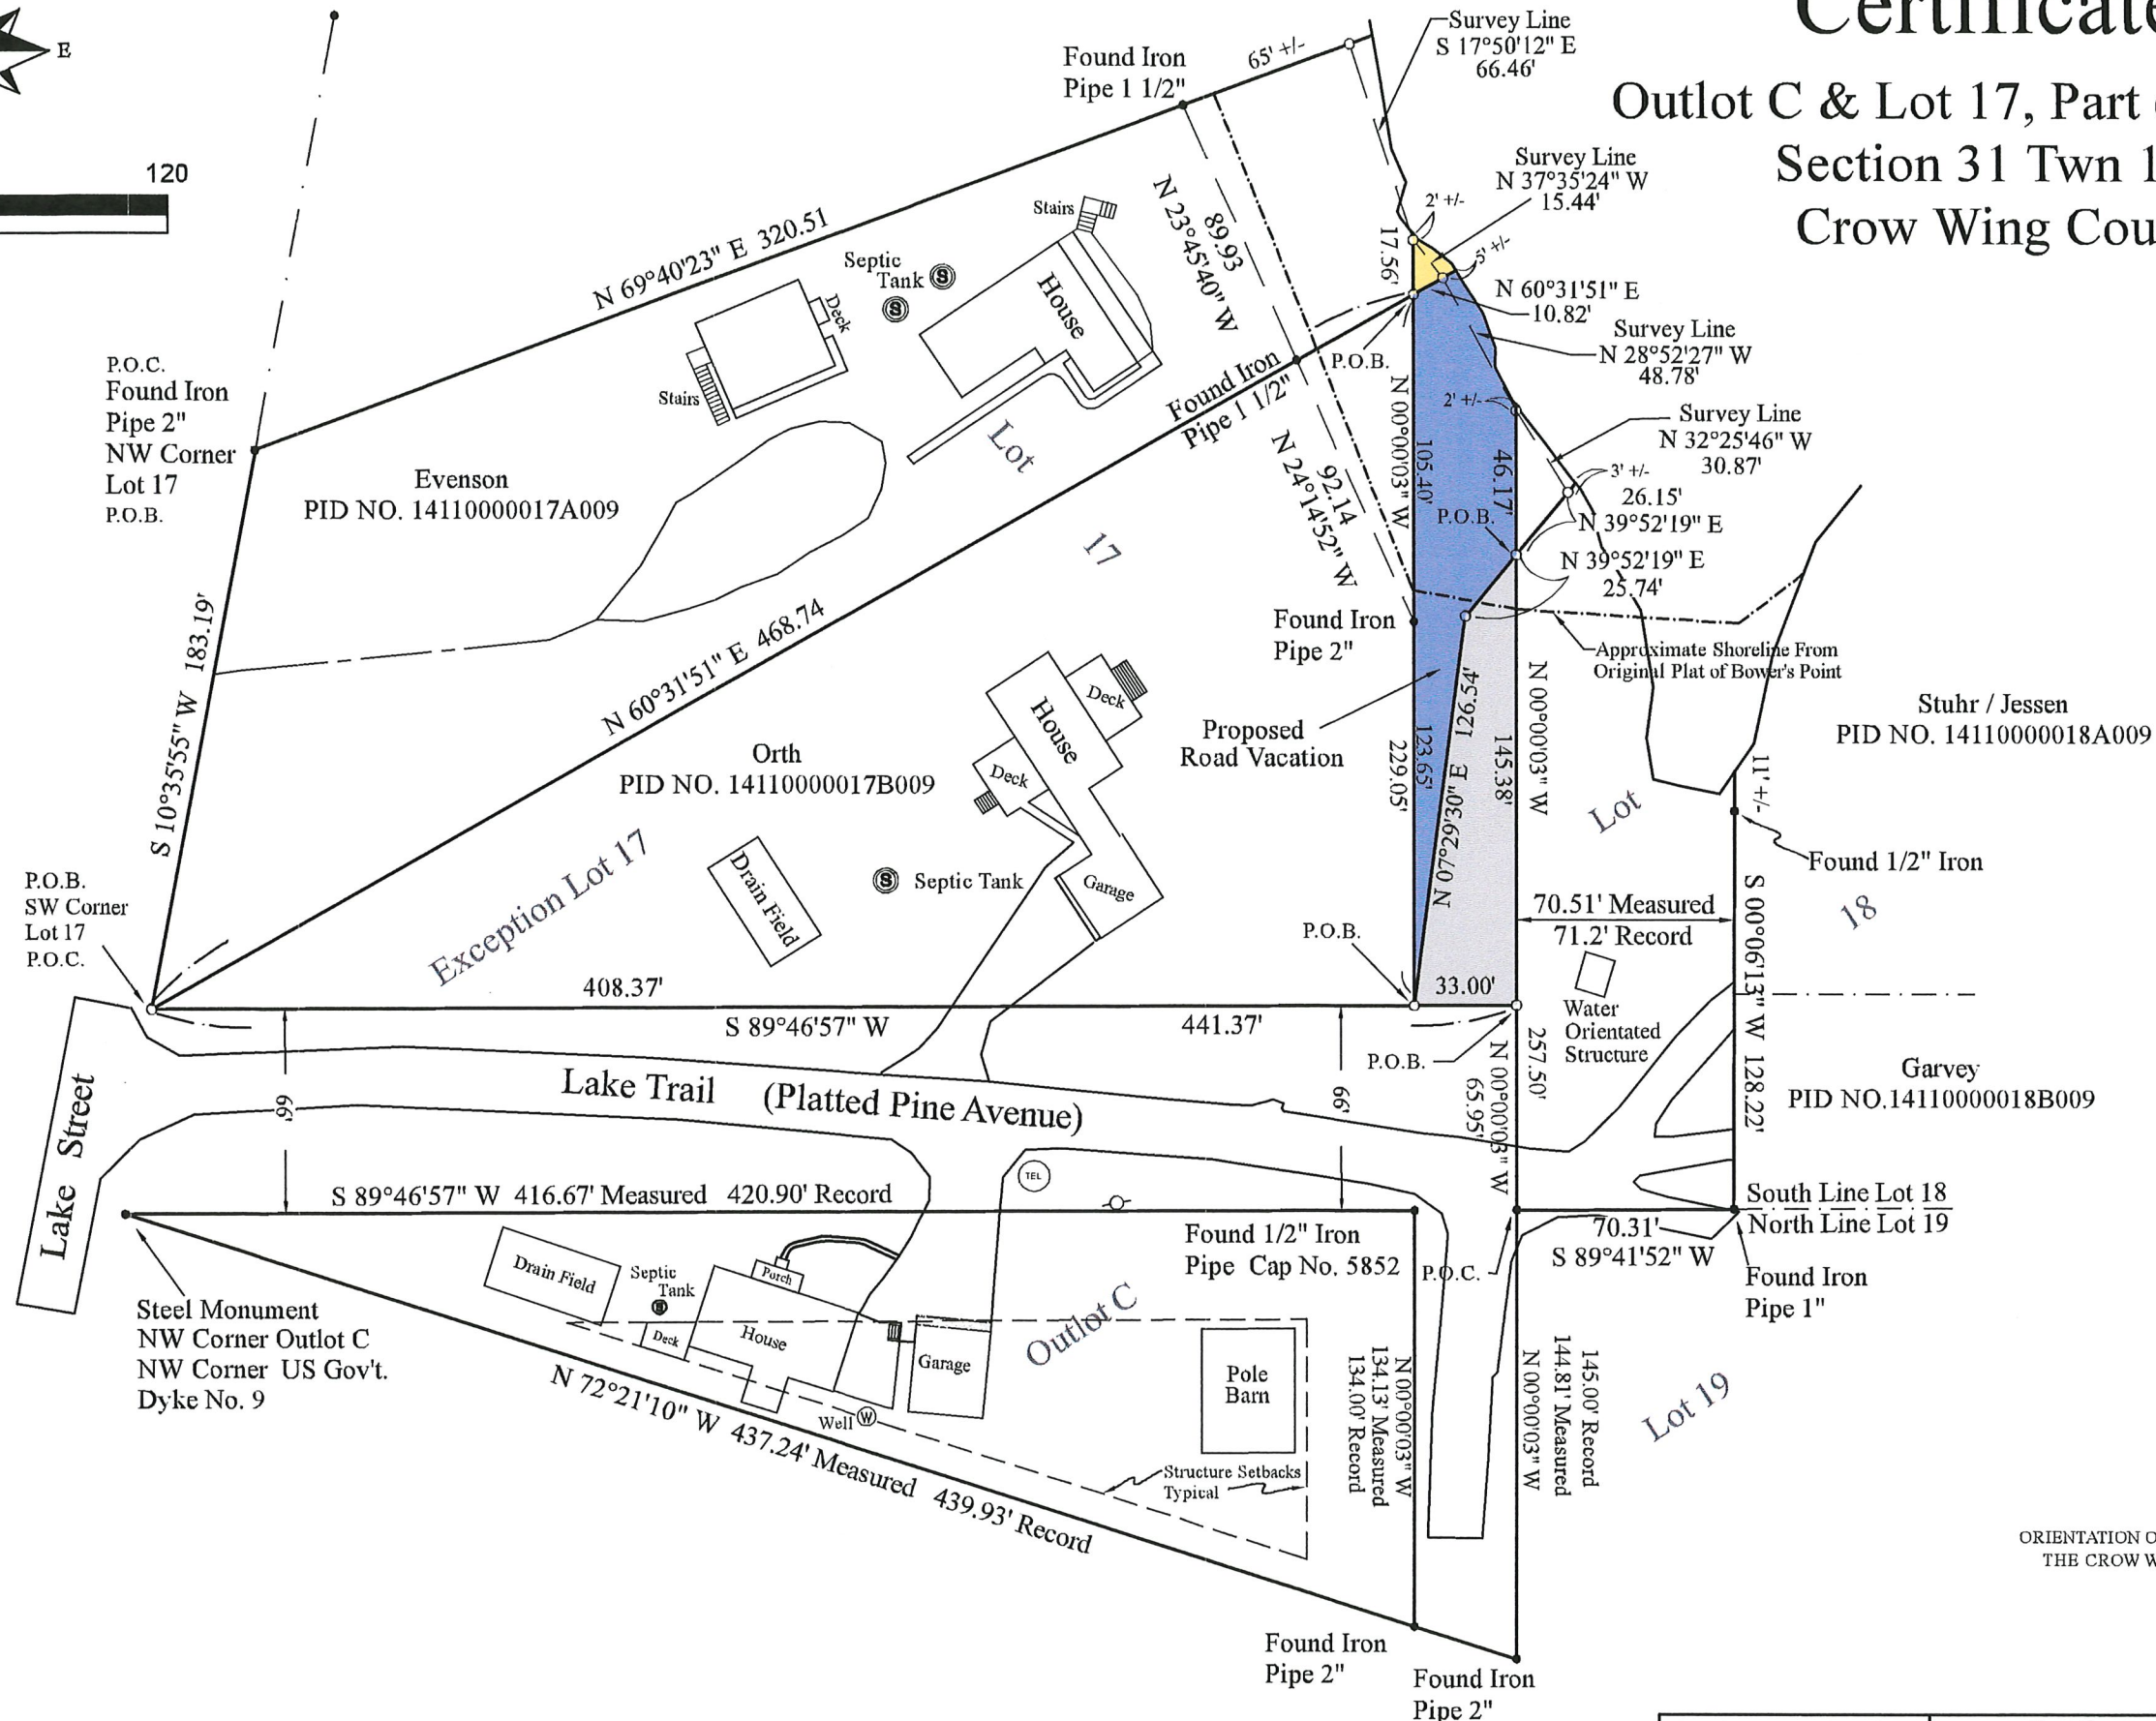 Certificate
Outlot C & Lot 17, Part
Section 31 Twn 1
Crow Wing Cou
E
120
Found Iron
Pipe 1 1/2"
65' +/-
Survey Line
S 17°50'12" E
66.46'
Survey Line
N 37°35'24" W
15.44'
2' +/-
5' +/-
17.56'
N 60°31'51" E
10.82'
Survey Line
N 28°52'27" W
48.78'
2' +/-
Survey Line
N 32°25'46" W
30.87'
3' +/-
26.15'
N 39°52'19" E
N 39°52'19" E
25.74'
Approximate Shoreline From
Original Plat of Bower's Point
N 69°40'23" E 320.51
Stairs
Septic
Tank
S
S
House
Deck
Stairs
89.93
N 23°45'40" W
Found Iron
Pipe 1 1/2"
P.O.B.
N 00°00'03" W
105.40'
46.17'
P.O.B.
92.14
N 24°14'52" W
P.O.C.
Found Iron
Pipe 2"
NW Corner
Lot 17
P.O.B.
Evenson
PID NO. 14110000017A009
Lot
17
S 10°35'55" W 183.19'
N 60°31'51" E 468.74
Found Iron
Pipe 2"
Proposed
Road Vacation
123.65'
229.05'
126.54'
N 07°29'30" E
145.38'
N 00°00'03" W
House
Deck
Deck
Garage
Orth
PID NO. 14110000017B009
Exception Lot 17
Drain Field
S
Septic Tank
Stuhr / Jessen
PID NO. 14110000018A009
Lot
18
11' +/-
Found 1/2" Iron
70.51' Measured
71.2' Record
S 00°06'13" W 128.22'
Water
Orientated
Structure
P.O.B.
SW Corner
Lot 17
P.O.C.
P.O.B.
33.00'
408.37'
S 89°46'57" W
441.37'
P.O.B.
66'
66'
N 00°00'03" W
65.95'
257.50'
Garvey
PID NO.14110000018B009
Lake Trail (Platted Pine Avenue)
Lake Street
TEL
S 89°46'57" W 416.67' Measured 420.90' Record
Found 1/2" Iron
Pipe Cap No. 5852
P.O.C.
70.31'
S 89°41'52" W
South Line Lot 18
North Line Lot 19
Found Iron
Pipe 1"
Steel Monument
NW Corner Outlot C
NW Corner US Gov't.
Dyke No. 9
Drain Field
Septic
Tank
S
Porch
Deck
House
Garage
Well
W
Outlot C
Pole
Barn
Structure Setbacks
Typical
N 72°21'10" W 437.24' Measured 439.93' Record
N 00°00'03" W
134.13' Measured
134.00' Record
N 00°00'03" W
144.81' Measured
145.00' Record
Lot 19
ORIENTATION O
THE CROW W
Found Iron
Pipe 2"
Found Iron
Pipe 2"